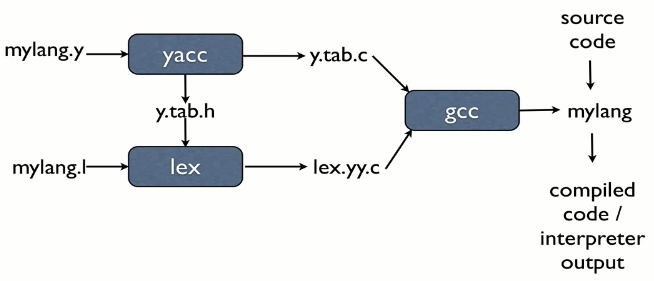 mylang.y
yacc
y.tab.c
y.tab.h
mylang.l
lex
lex.yy.c
gcc
source
code
mylang
compiled
code /
interpreter
output